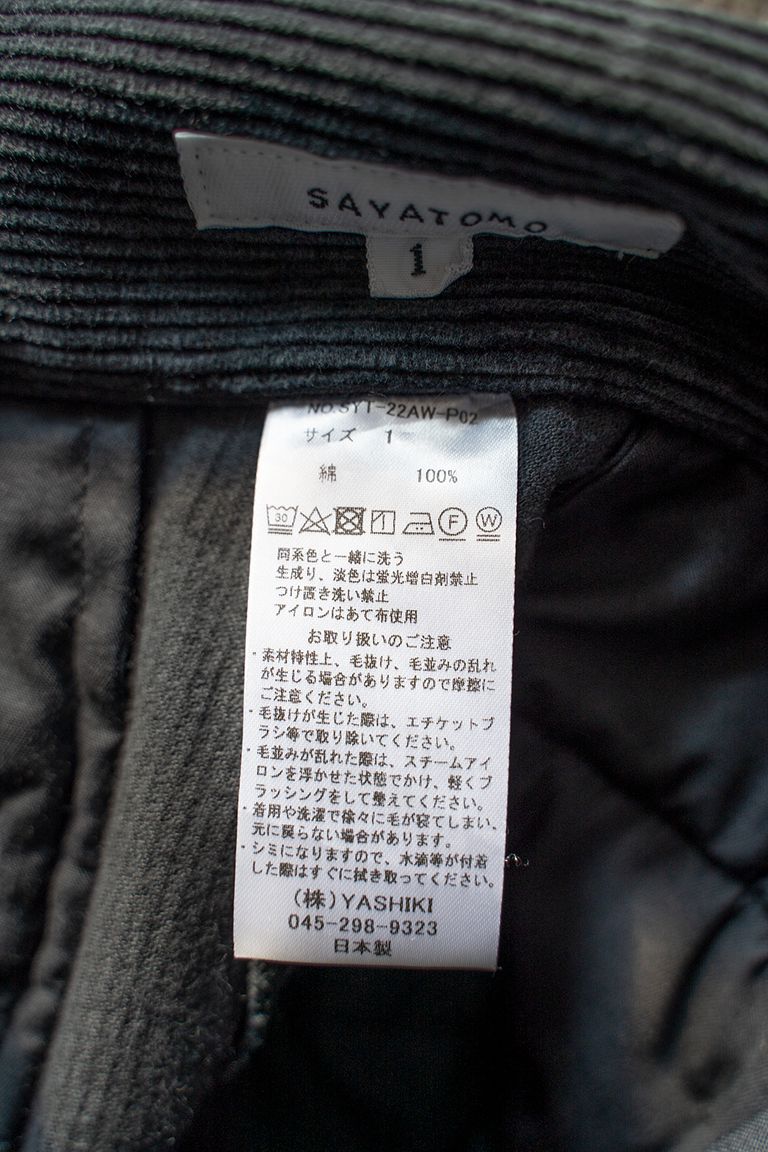 SAYATOMO
1
NO.SYT-22AW-P02
サイズ 1
綿 100%
30 F W
同系色と一緒に洗う
生成り、淡色は蛍光増白剤禁止
つけ置き洗い禁止
アイロンはあて布使用
お取り扱いのご注意
・素材特性上、毛抜け、毛並みの乱れ
が生じる場合がありますので摩擦に
ご注意ください。
・毛抜けが生じた際は、エチケットブ
ラシ等で取り除いてください。
・毛並みが乱れた際は、スチームアイ
ロンを浮かせた状態でかけ、軽くブ
ラッシングをして整えてください。
・着用や洗濯で徐々に毛が寝てしまい、
元に戻らない場合があります。
・シミになりますので、水滴等が付着
した際はすぐに拭き取ってください。
(株)YASHIKI
045-298-9323
日本製